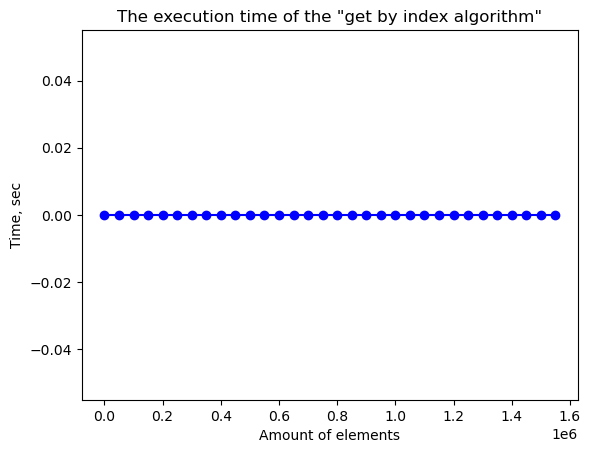 The execution time of the "get by index algorithm"
0.04
0.02
0.00
−0.02
−0.04
Time, sec
0.0 0.2 0.4 0.6 0.8 1.0 1.2 1.4 1.6
1e6
Amount of elements